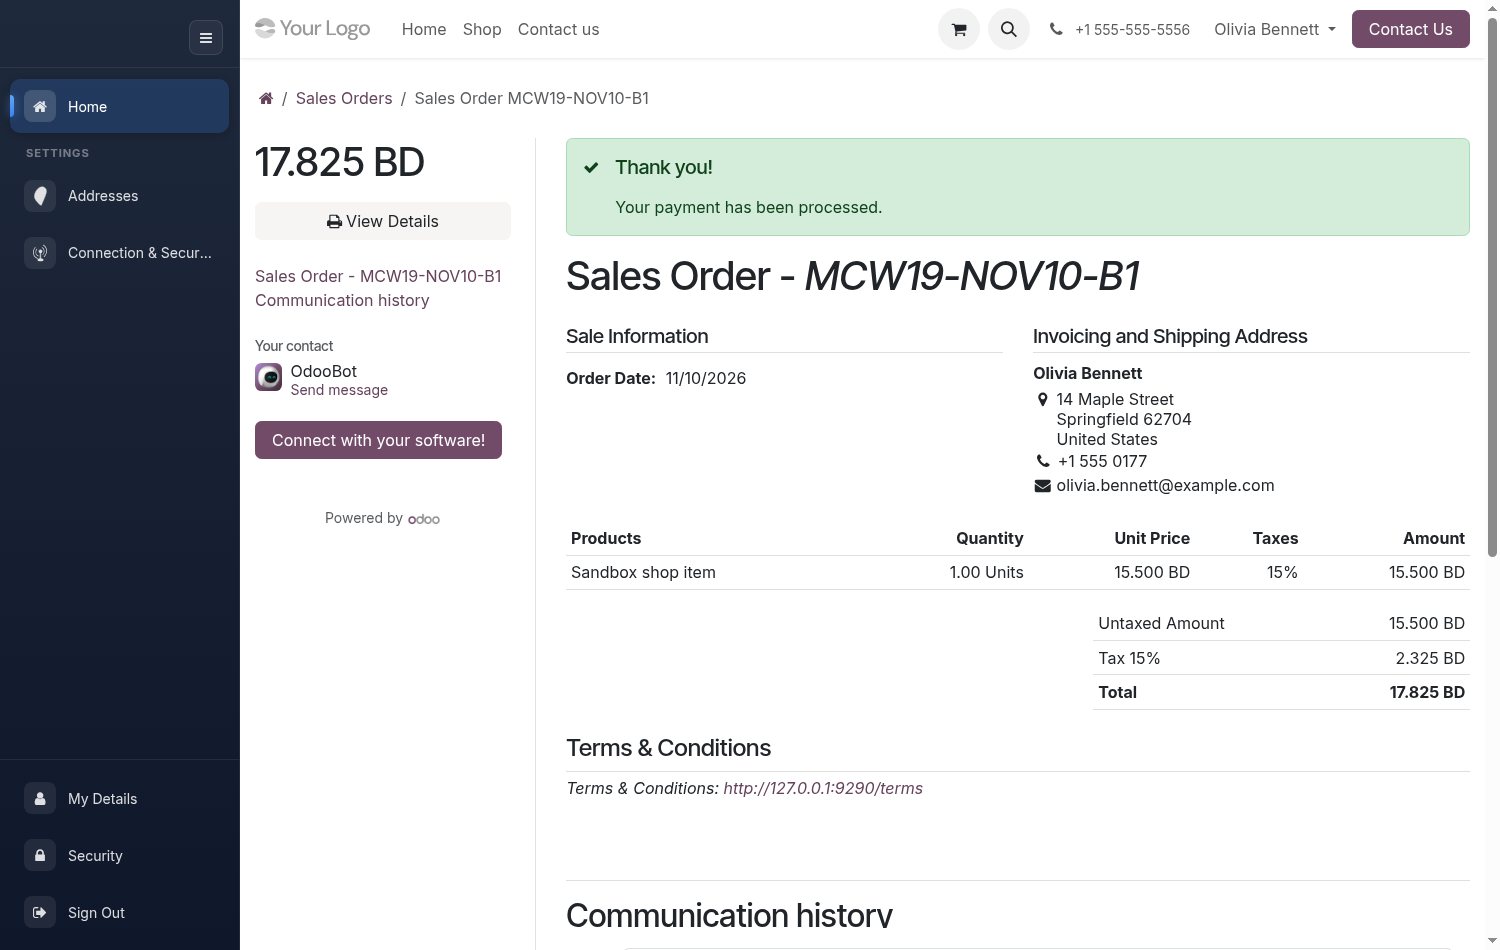 Home
SETTINGS
Addresses
Connection & Secur...
My Details
Security
Sign Out
Your Logo
Home
Shop
Contact us
+1 555-555-5556
Olivia Bennett
Contact Us
/ Sales Orders / Sales Order MCW19-NOV10-B1
17.825 BD
View Details
Sales Order - MCW19-NOV10-B1
Communication history
Your contact
OdooBot
Send message
Connect with your software!
Powered by odoo
Thank you!
Your payment has been processed.
Sales Order - MCW19-NOV10-B1
Sale Information
Order Date: 11/10/2026
Invoicing and Shipping Address
Olivia Bennett
14 Maple Street
Springfield 62704
United States
+1 555 0177
olivia.bennett@example.com
Products Quantity Unit Price Taxes Amount
Sandbox shop item 1.00 Units 15.500 BD 15% 15.500 BD
Untaxed Amount 15.500 BD
Tax 15% 2.325 BD
Total 17.825 BD
Terms & Conditions
Terms & Conditions: http://127.0.0.1:9290/terms
Communication history